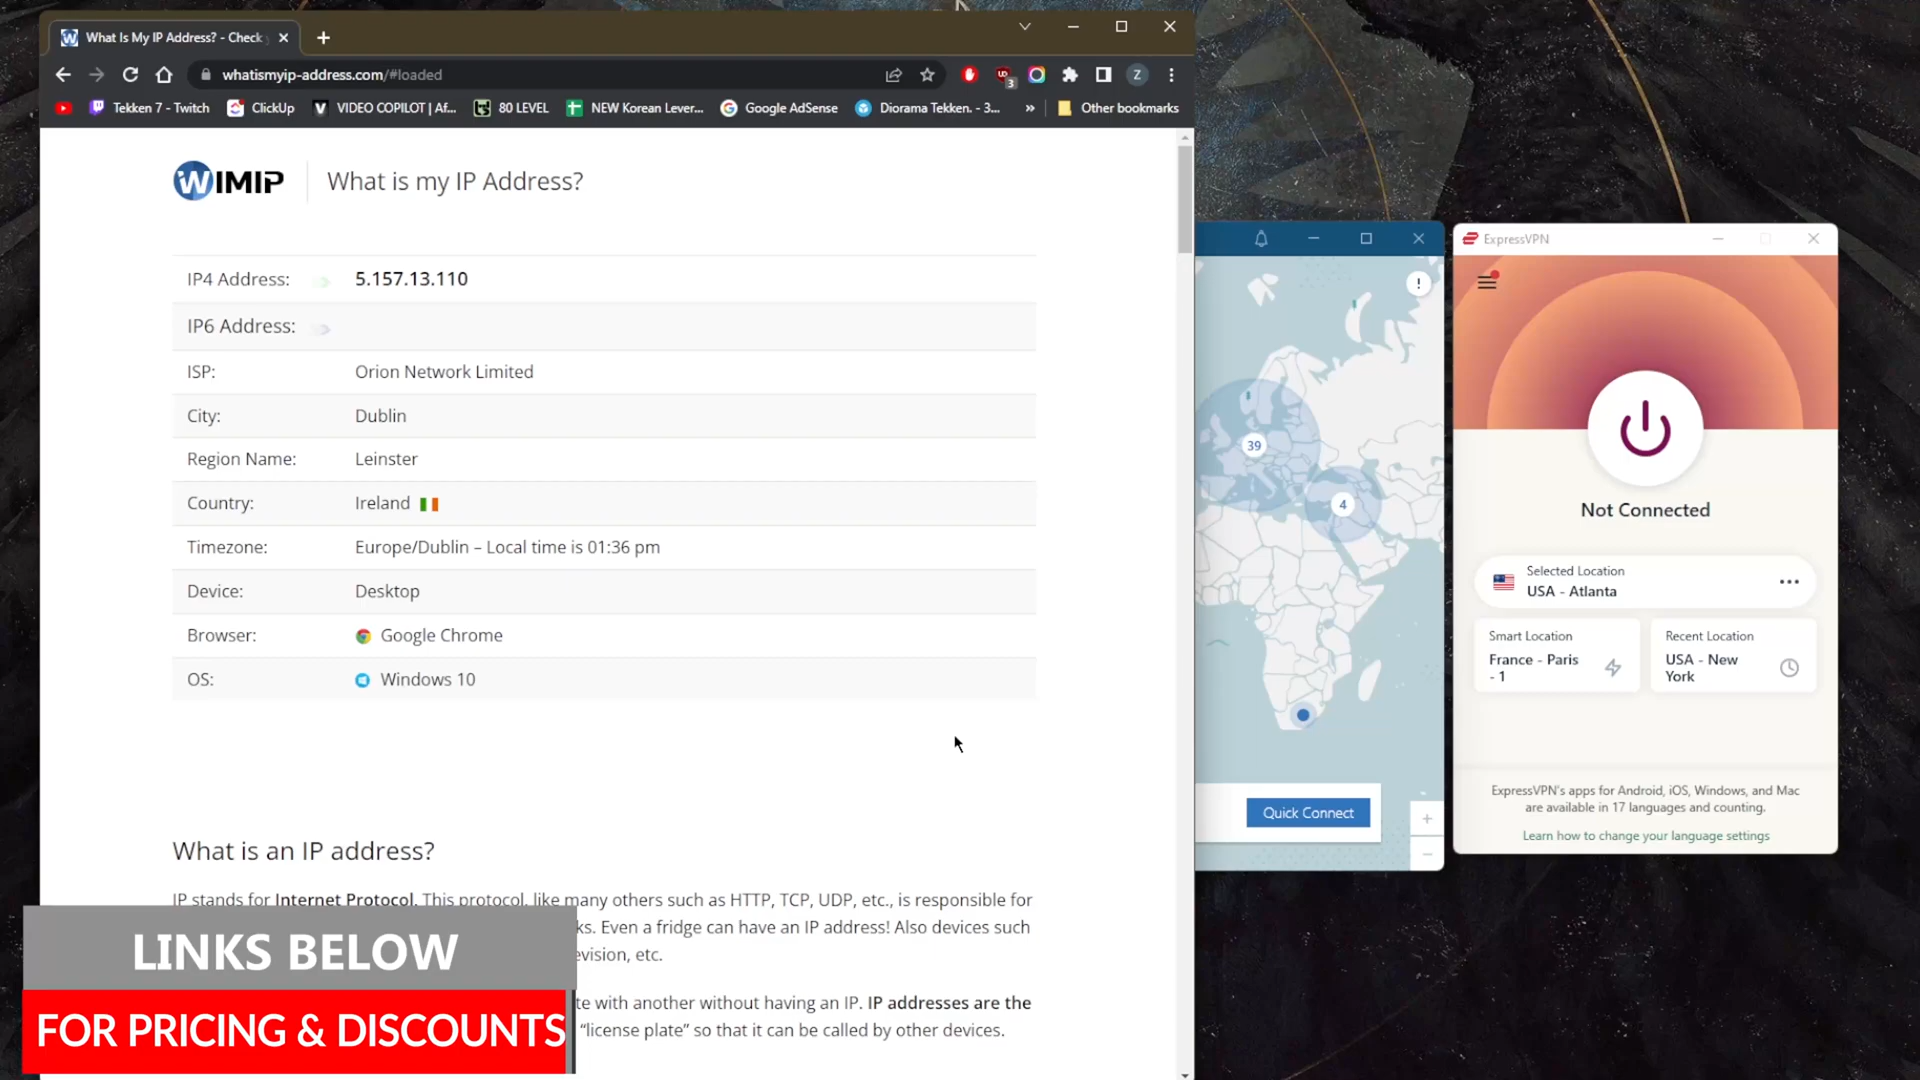 What Is My IP Address? - Check
whatismyip-address.com/#loaded
3
Z
Tekken 7 - Twitch
ClickUp
VIDEO COPILOT | Af...
80 LEVEL
NEW Korean Lever...
Google AdSense
Diorama Tekken. - 3...
»
Other bookmarks
WIMIP
What is my IP Address?
IP4 Address: 5.157.13.110
IP6 Address:
ISP: Orion Network Limited
City: Dublin
Region Name: Leinster
Country: Ireland
Timezone: Europe/Dublin – Local time is 01:36 pm
Device: Desktop
Browser: Google Chrome
OS: Windows 10
What is an IP address?
IP stands for Internet Protocol. This protocol, like many others such as HTTP, TCP, UDP, etc., is responsible for
ks. Even a fridge can have an IP address! Also devices such
evision, etc.
te with another without having an IP. IP addresses are the
“license plate” so that it can be called by other devices.
LINKS BELOW
FOR PRICING & DISCOUNTS
!
39
4
Quick Connect
+
−
ExpressVPN
Not Connected
Selected Location
USA - Atlanta
Smart Location
France - Paris
- 1
Recent Location
USA - New
York
ExpressVPN's apps for Android, iOS, Windows, and Mac
are available in 17 languages and counting.
Learn how to change your language settings